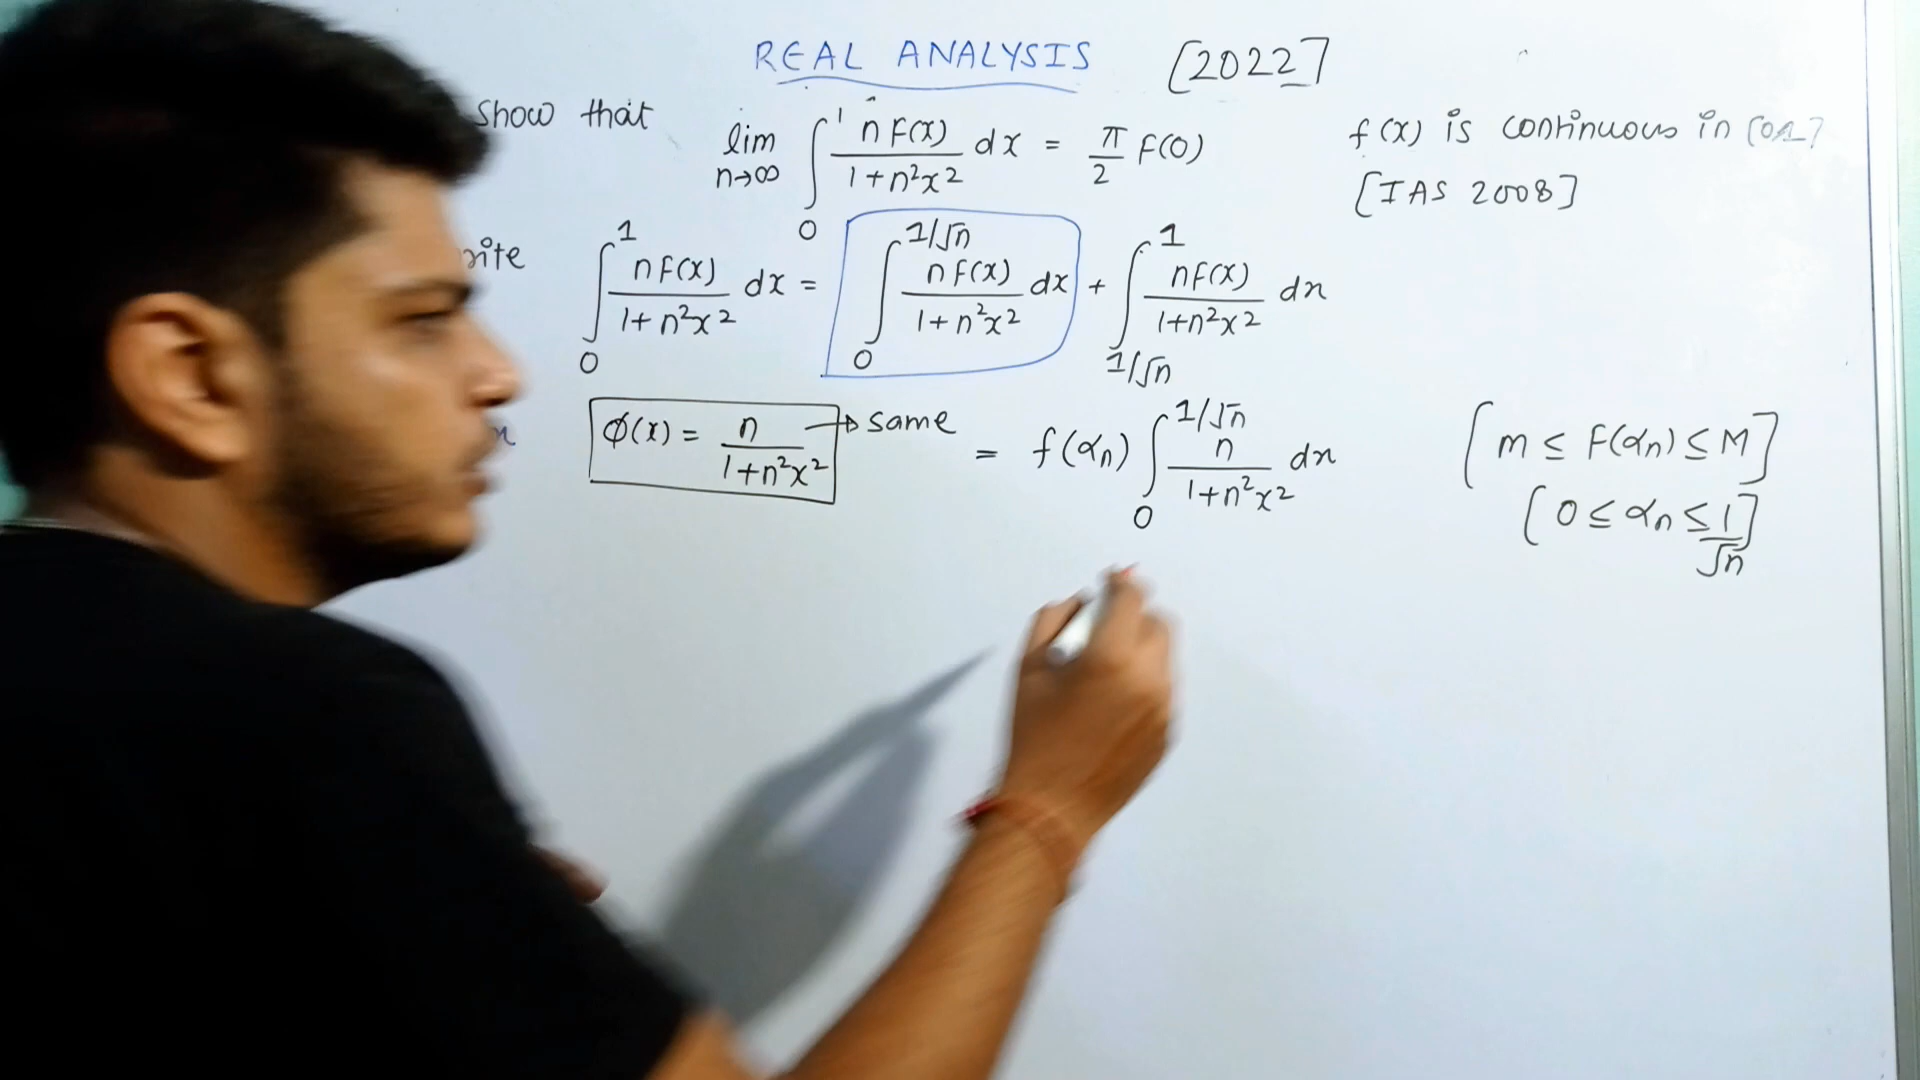 REAL ANALYSIS [2022]
show that lim n→∞ ∫₀¹ n f(x) / 1+n²x² dx = π/2 f(0) f(x) is continuous in [0,1]
[IAS 2008]
∫₀¹ n f(x) / 1+n²x² dx = ∫₀^{1/√n} n f(x) / 1+n²x² dx + ∫_{1/√n}^1 n f(x) / 1+n²x² dx
φ(x) = n / 1+n²x² → same = f(αn) ∫₀^{1/√n} n / 1+n²x² dx [m ≤ f(αn) ≤ M]
[0 ≤ αn ≤ 1/√n]